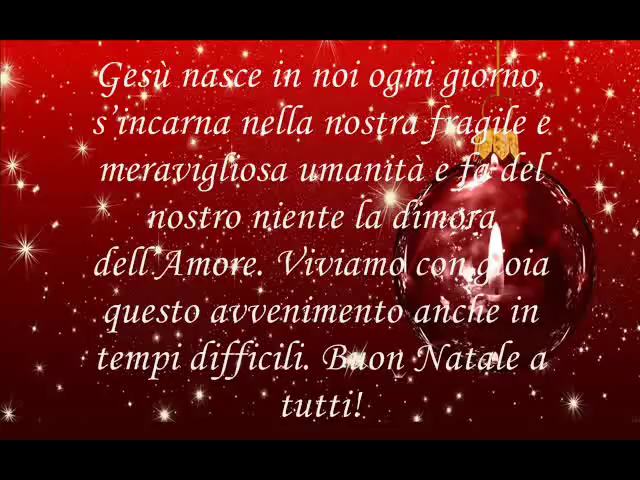 Gesù nasce in noi ogni giorno,
s'incarna nella nostra fragile e
meravigliosa umanità e fa del
nostro niente la dimora
dell'Amore. Viviamo con gioia
questo avvenimento anche in
tempi difficili. Buon Natale a
tutti!